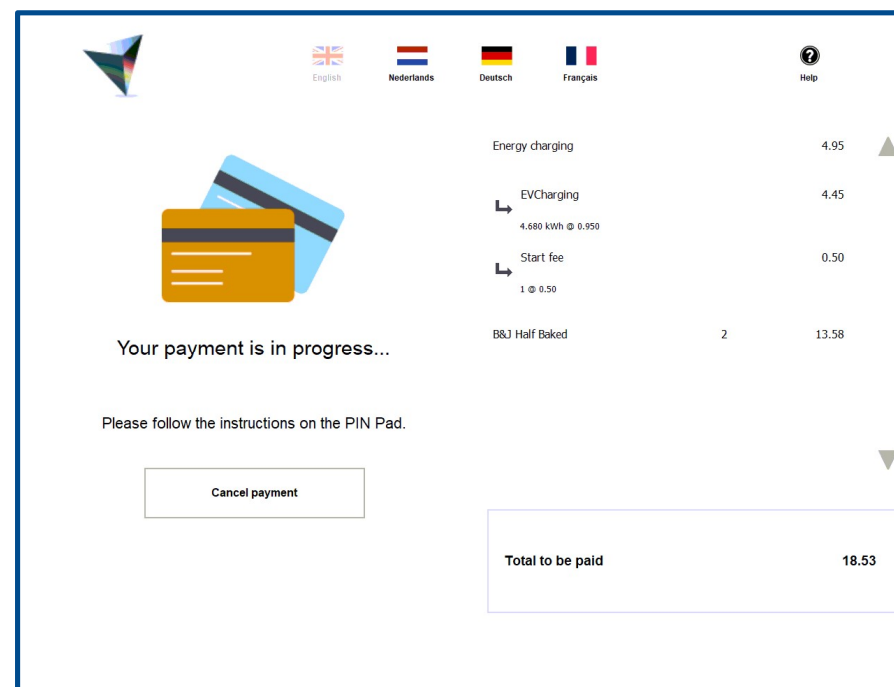 English Nederlands Deutsch Français Help
Energy charging 4.95
EVCharging 4.45
4.680 kWh @ 0.950
Start fee 0.50
1 @ 0.50
B&J Half Baked 2 13.58
Your payment is in progress...
Please follow the instructions on the PIN Pad.
Cancel payment
Total to be paid 18.53